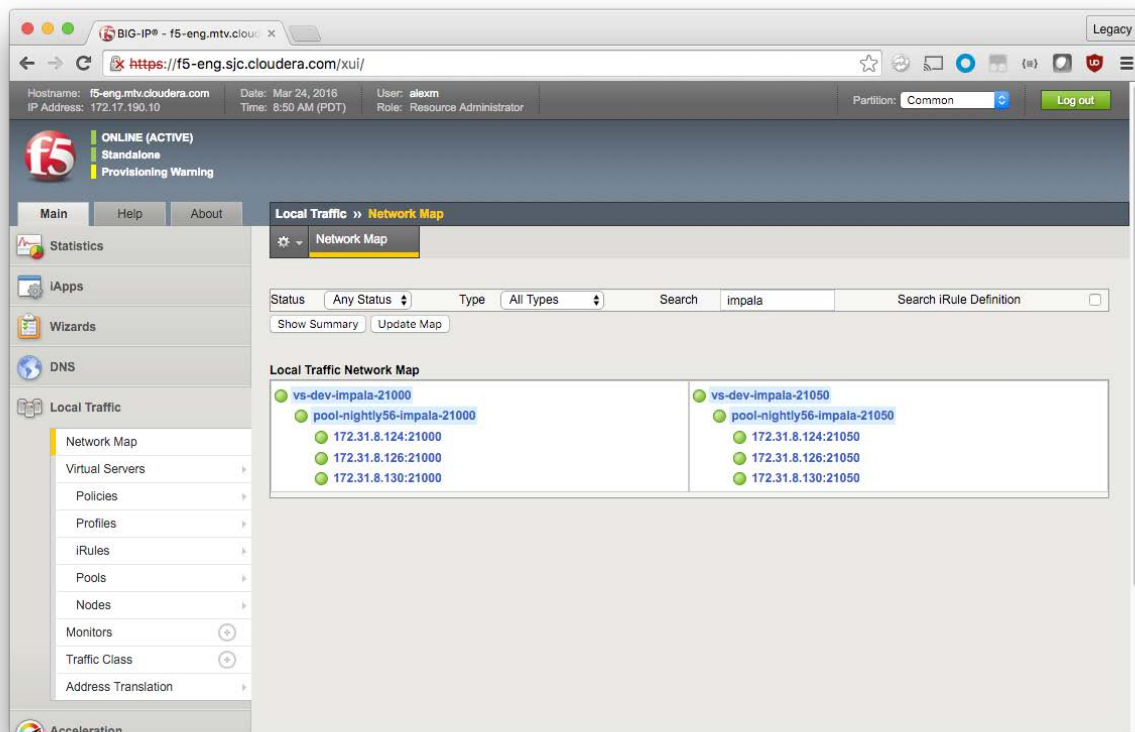 BIG-IP® - f5-eng.mtv.clou
Legacy
https://f5-eng.sjc.cloudera.com/xui/
Hostname: f5-eng.mtv.cloudera.com Date: Mar 24, 2016 User: alexm
IP Address: 172.17.190.10 Time: 8:50 AM (PDT) Role: Resource Administrator
Partition: Common Log out
f5
ONLINE (ACTIVE)
Standalone
Provisioning Warning
Main Help About
Statistics
iApps
Wizards
DNS
Local Traffic
Network Map
Virtual Servers
Policies
Profiles
iRules
Pools
Nodes
Monitors
Traffic Class
Address Translation
Acceleration
Local Traffic ›› Network Map
Network Map
Status Any Status Type All Types Search impala Search iRule Definition
Show Summary Update Map
Local Traffic Network Map
vs-dev-impala-21000
pool-nightly56-impala-21000
172.31.8.124:21000
172.31.8.126:21000
172.31.8.130:21000
vs-dev-impala-21050
pool-nightly56-impala-21050
172.31.8.124:21050
172.31.8.126:21050
172.31.8.130:21050